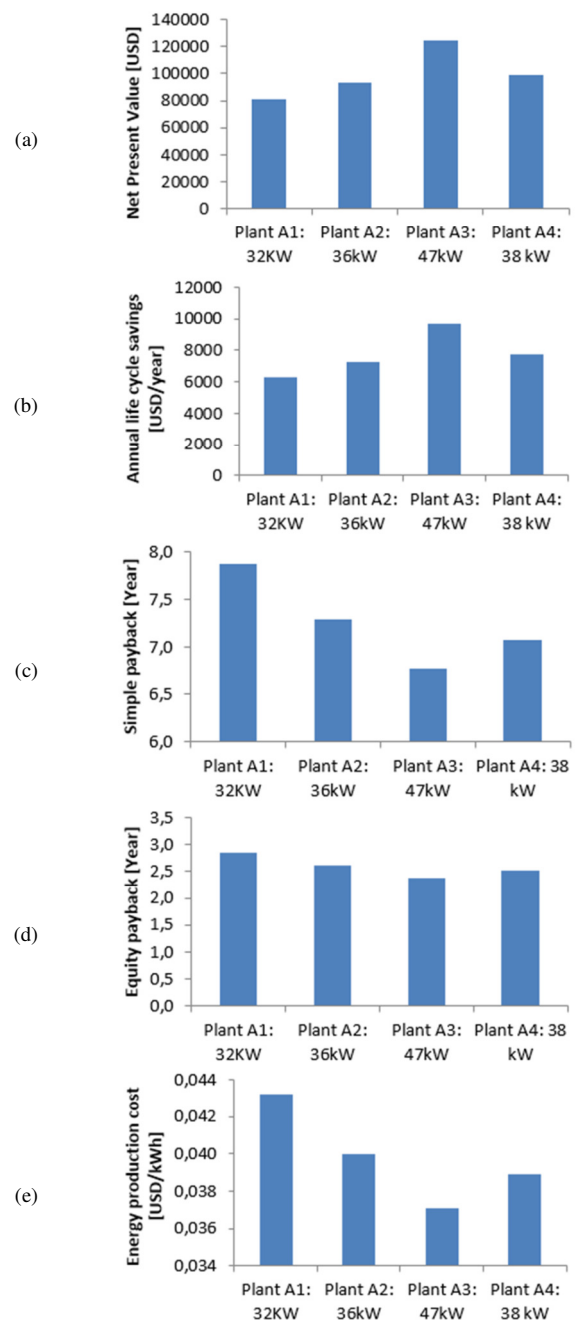 (a)
Net Present Value [USD]
140000
120000
100000
80000
60000
40000
20000
0
Plant A1: Plant A2: Plant A3: Plant A4:
32KW 36kW 47kW 38 kW
(b)
Annual life cycle savings
[USD/year]
12000
10000
8000
6000
4000
2000
0
Plant A1: Plant A2: Plant A3: Plant A4:
32KW 36kW 47kW 38 kW
(c)
Simple payback [Year]
8,0
7,5
7,0
6,5
6,0
Plant A1: Plant A2: Plant A3: Plant A4: 38
32KW 36kW 47kW kW
(d)
Equity payback [Year]
3,5
3,0
2,5
2,0
1,5
1,0
0,5
0,0
Plant A1: Plant A2: Plant A3: Plant A4: 38
32KW 36kW 47kW kW
(e)
Energy production cost
[USD/kWh]
0,044
0,042
0,040
0,038
0,036
0,034
Plant A1: Plant A2: Plant A3: Plant A4:
32KW 36kW 47kW 38 kW